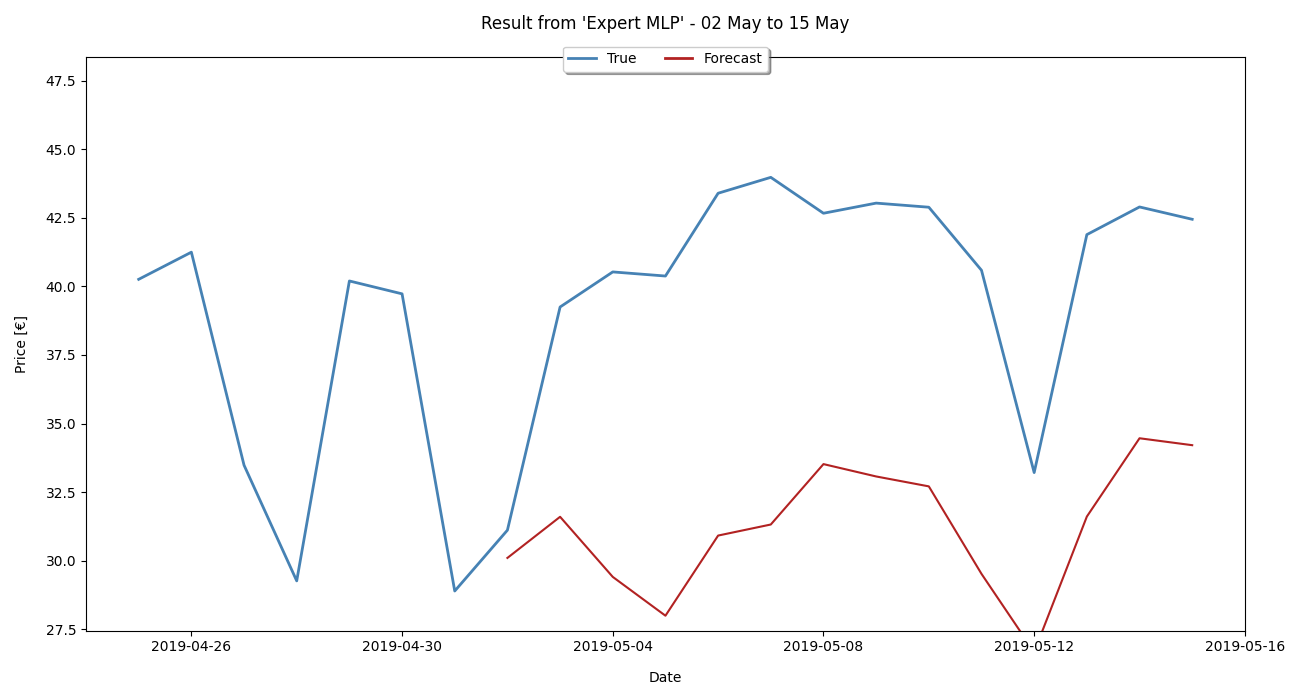 Result from 'Expert MLP' - 02 May to 15 May
True Forecast
47.5
45.0
42.5
40.0
37.5
35.0
32.5
30.0
27.5
Price [€]
2019-04-26 2019-04-30 2019-05-04 2019-05-08 2019-05-12 2019-05-16
Date